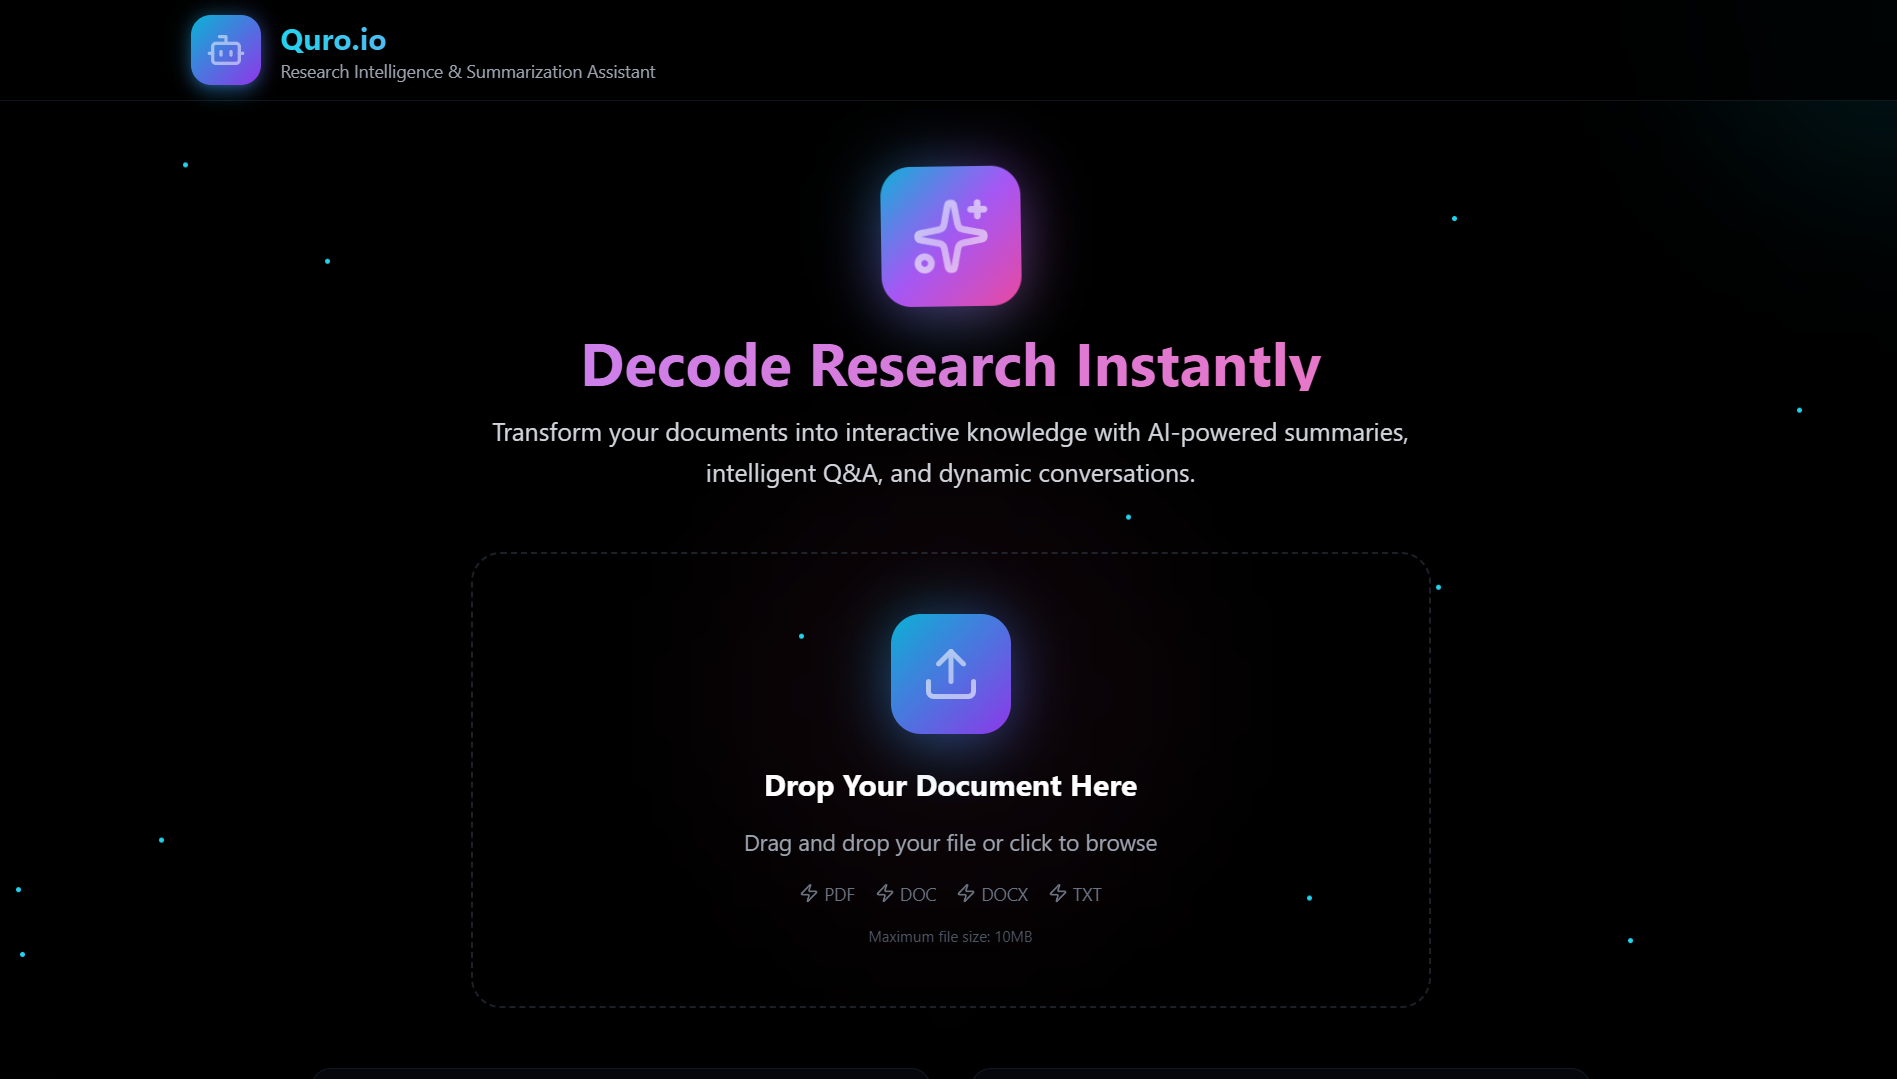 Quro.io
Research Intelligence & Summarization Assistant
Decode Research Instantly
Transform your documents into interactive knowledge with AI-powered summaries,
intelligent Q&A, and dynamic conversations.
Drop Your Document Here
Drag and drop your file or click to browse
PDF DOC DOCX TXT
Maximum file size: 10MB